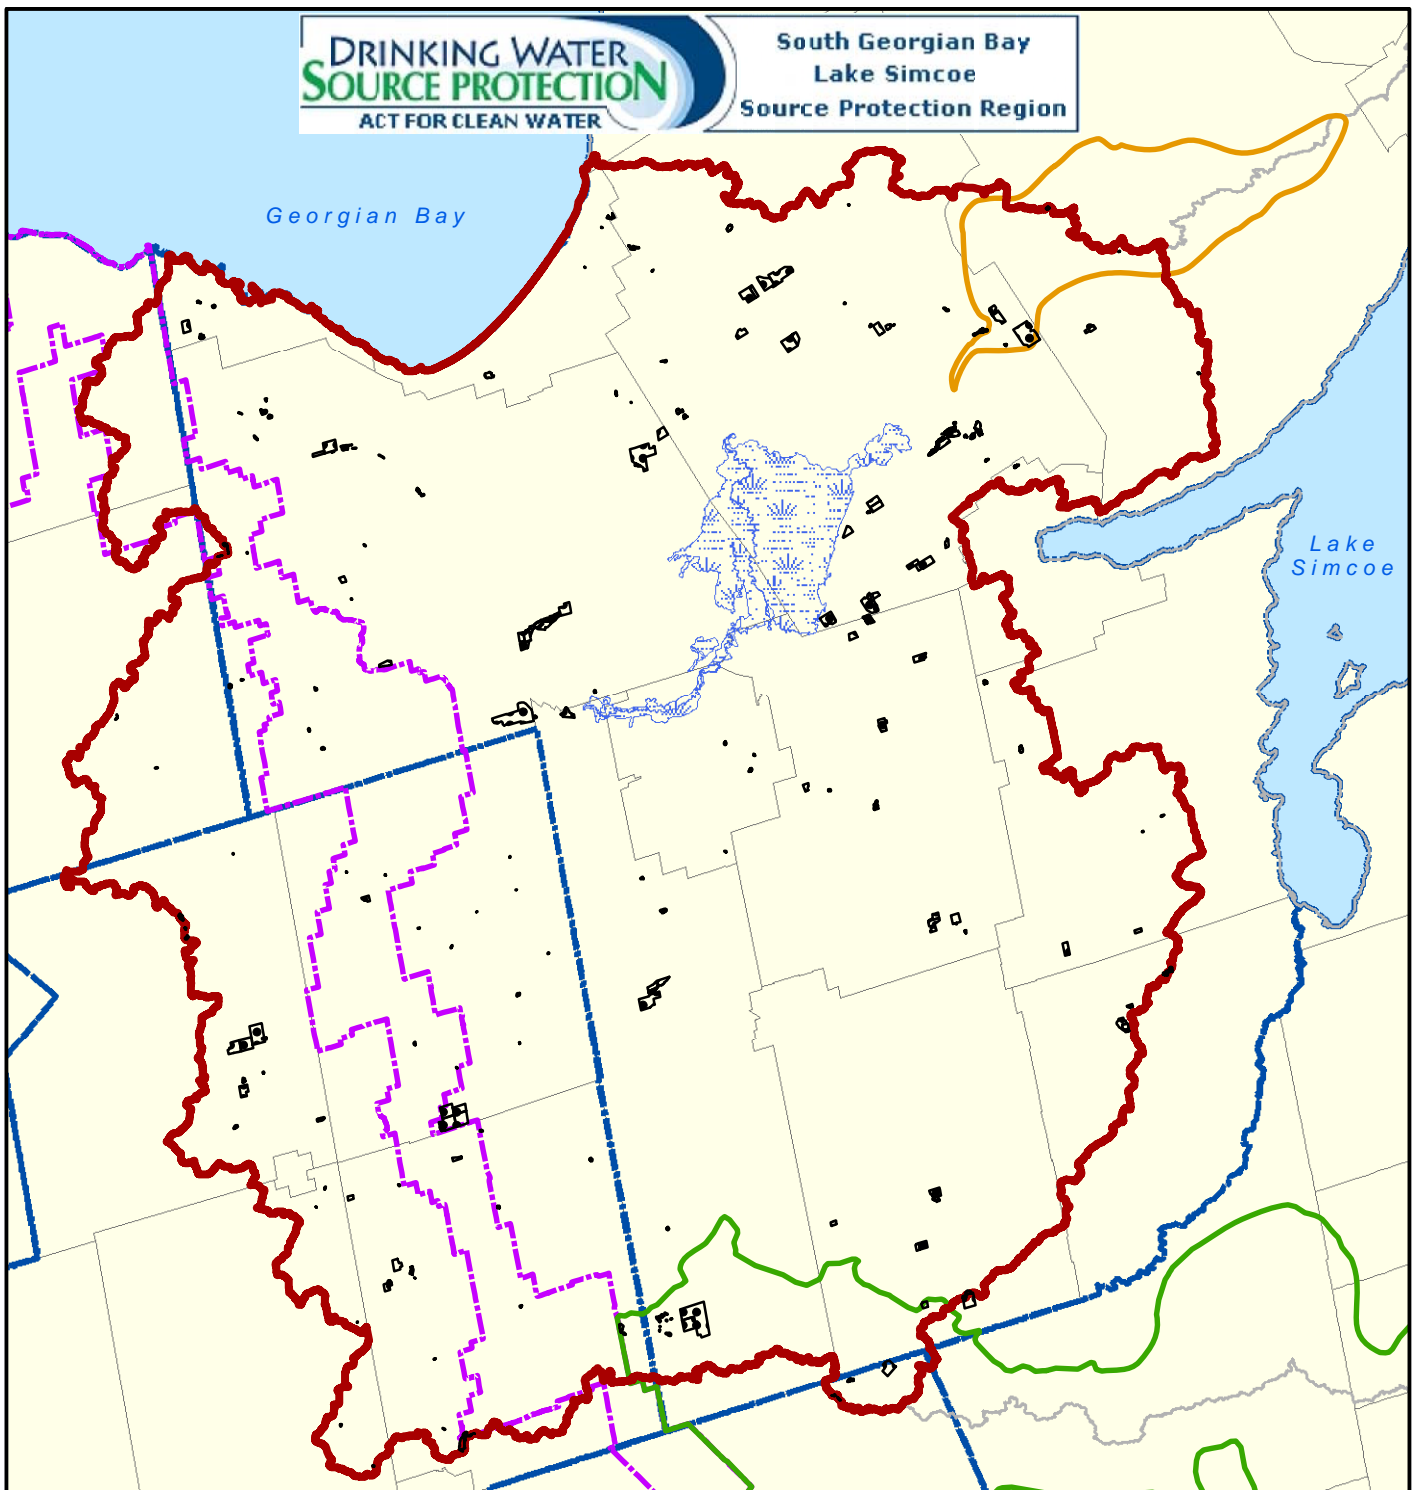 DRINKING WATER
SOURCE PROTECTION
ACT FOR CLEAN WATER
South Georgian Bay
Lake Simcoe
Source Protection Region
Georgian Bay
Lake
Simcoe